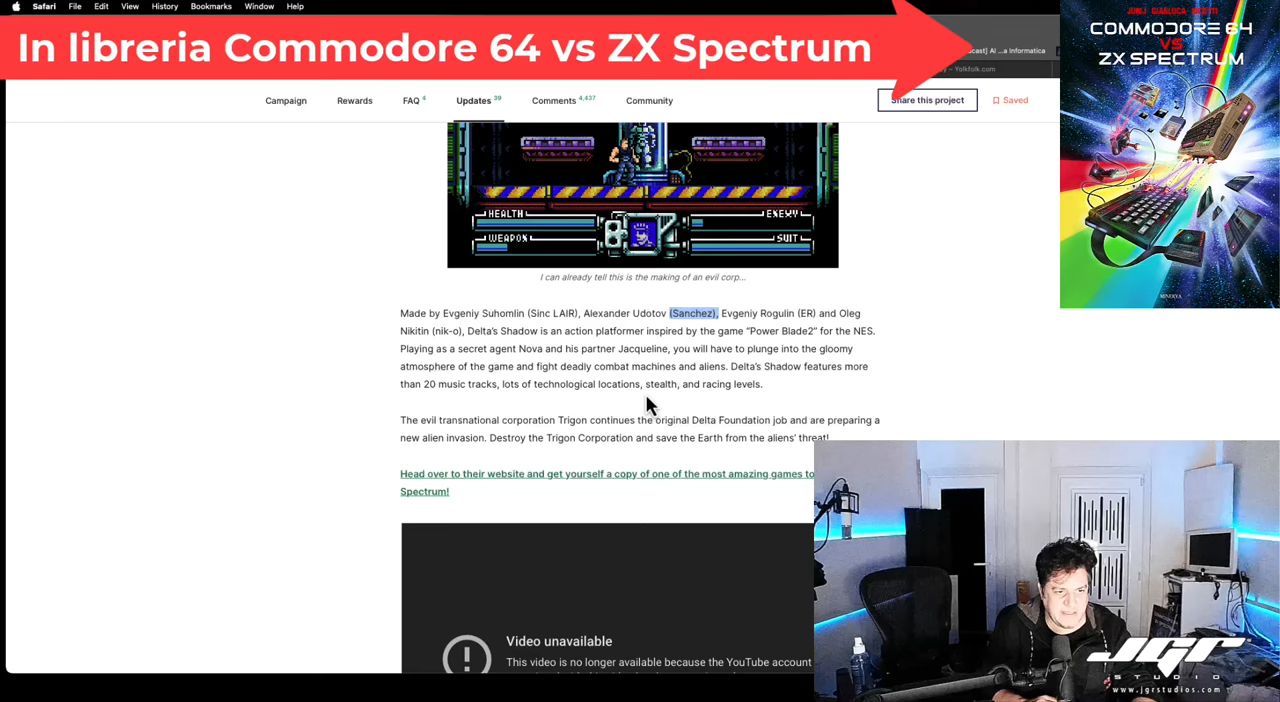 Safari File Edit View History Bookmarks Window Help
In libreria Commodore 64 vs ZX Spectrum
COMMODORE 64
VS
ZX SPECTRUM
MINERVA
Yolkfolk.com
Campaign Rewards FAQ 4 Updates 39 Comments 4,437 Community Share this project Saved
HEALTH ENEMY
WEAPON SUIT
I can already tell this is the making of an evil corp...
Made by Evgeniy Suhomlin (Sinc LAIR), Alexander Udotov (Sanchez), Evgeniy Rogulin (ER) and Oleg
Nikitin (nik-o), Delta's Shadow is an action platformer inspired by the game “Power Blade2” for the NES.
Playing as a secret agent Nova and his partner Jacqueline, you will have to plunge into the gloomy
atmosphere of the game and fight deadly combat machines and aliens. Delta's Shadow features more
than 20 music tracks, lots of technological locations, stealth, and racing levels.
The evil transnational corporation Trigon continues the original Delta Foundation job and are preparing a
new alien invasion. Destroy the Trigon Corporation and save the Earth from the aliens' threat!
Head over to their website and get yourself a copy of one of the most amazing games to
Spectrum!
Video unavailable
This video is no longer available because the YouTube account
JGR
STUDIO
www.jgrstudios.com